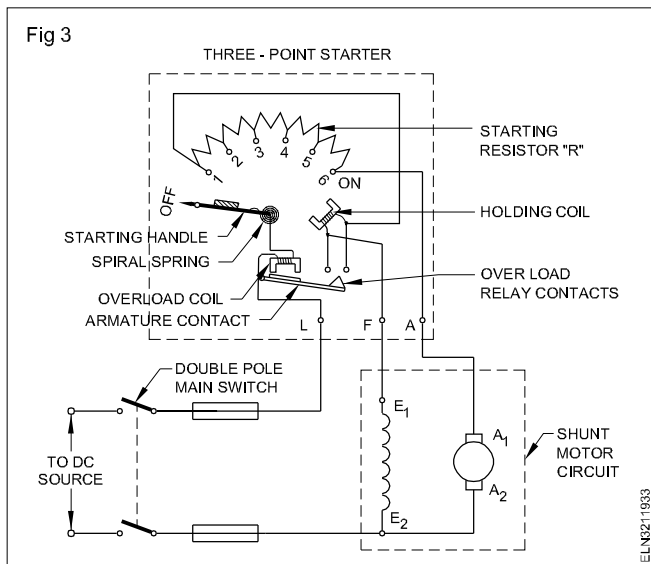 Fig 3
THREE - POINT STARTER
STARTING
RESISTOR "R"
1
2
3
4
5
6
ON
OFF
HOLDING COIL
STARTING HANDLE
SPIRAL SPRING
OVERLOAD COIL
ARMATURE CONTACT
OVER LOAD
RELAY CONTACTS
L
F
A
DOUBLE POLE
MAIN SWITCH
TO DC
SOURCE
E1
E2
A1
A2
SHUNT
MOTOR
CIRCUIT
ELN3211933